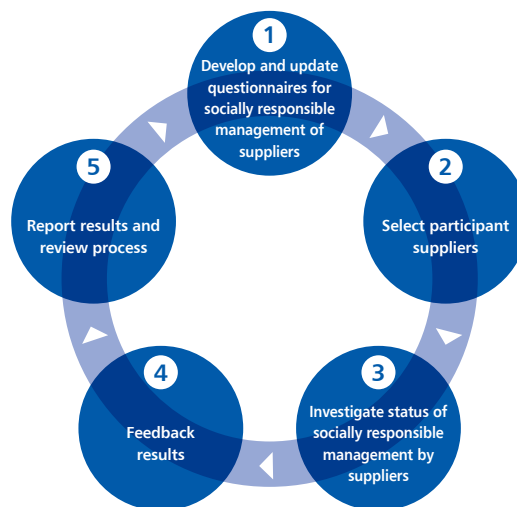 1
Develop and update
questionnaires for
socially responsible
management of
suppliers
2
Select participant
suppliers
3
Investigate status of
socially responsible
management by
suppliers
4
Feedback
results
5
Report results and
review process